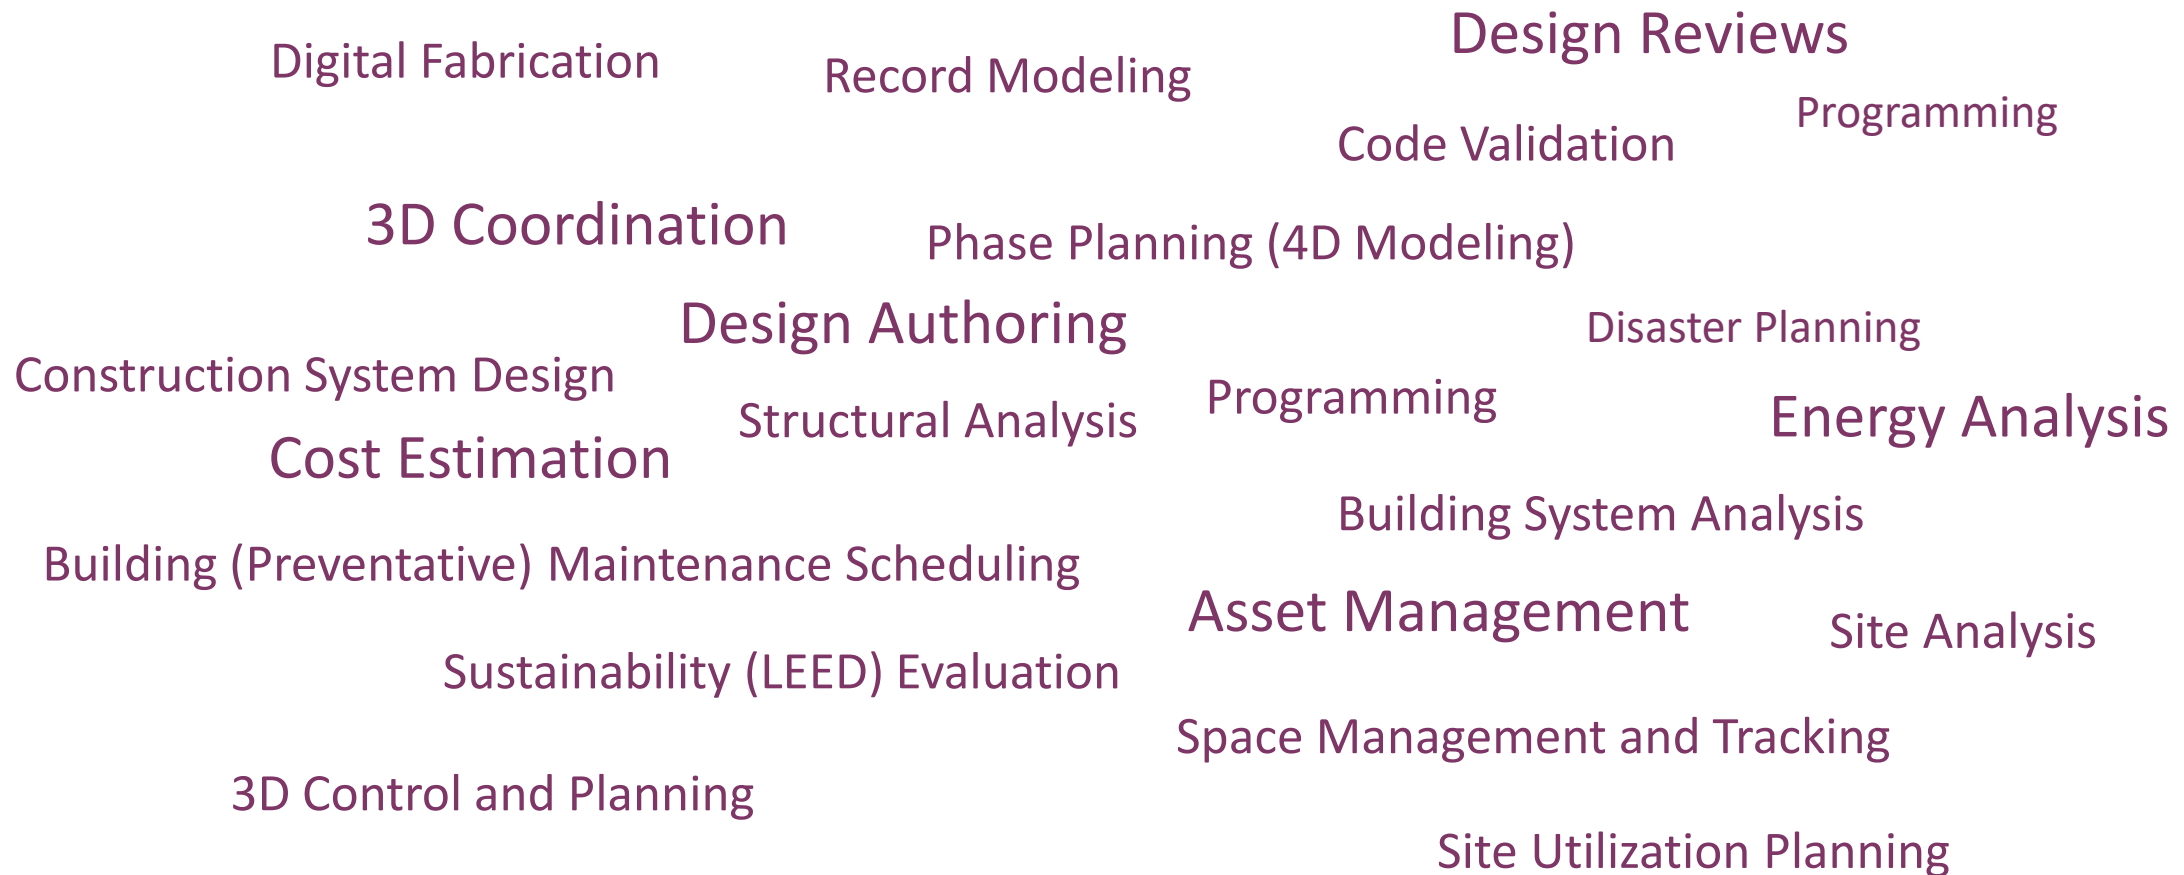 Design Reviews
Digital Fabrication
Record Modeling
Programming
Code Validation
3D Coordination
Phase Planning (4D Modeling)
Design Authoring
Disaster Planning
Construction System Design
Programming
Energy Analysis
Structural Analysis
Cost Estimation
Building System Analysis
Building (Preventative) Maintenance Scheduling
Asset Management
Site Analysis
Sustainability (LEED) Evaluation
Space Management and Tracking
3D Control and Planning
Site Utilization Planning